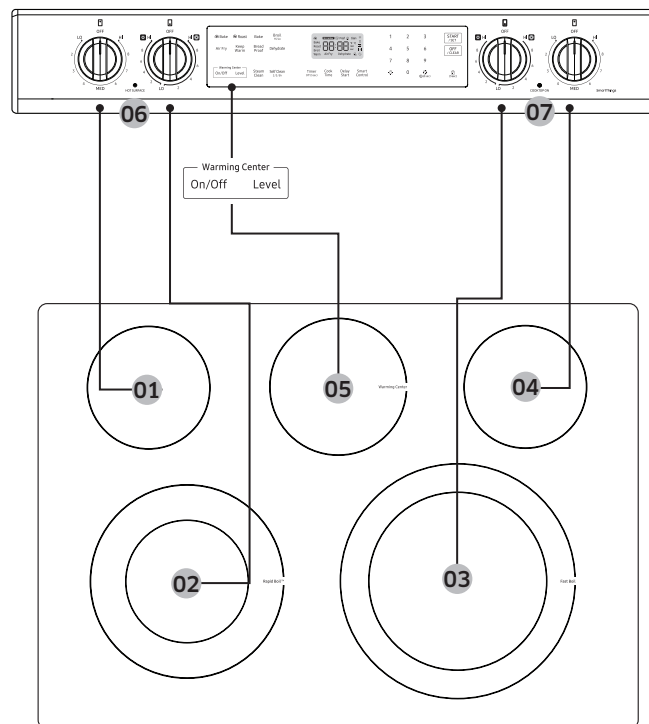 OFF
LO HI
MED
HOT SURFACE
OFF
HI
LO
Bake Roast Keto Broil
Air Fry Keep Warm Bread Proof Dehydrate
Warming Center
On/Off Level
Steam Clean Self Clean
88:88
Timer Cook Time Delay Start Smart Control
1 2 3
4 5 6
7 8 9
0
START / SET
OFF / CLEAR
OFF
HI
LO
COOKTOP ON
OFF
LO HI
MED
SmartThings
06
07
Warming Center
On/Off Level
01
05
Warming Center
04
02
Rapid Boil™
03
Fast Boil